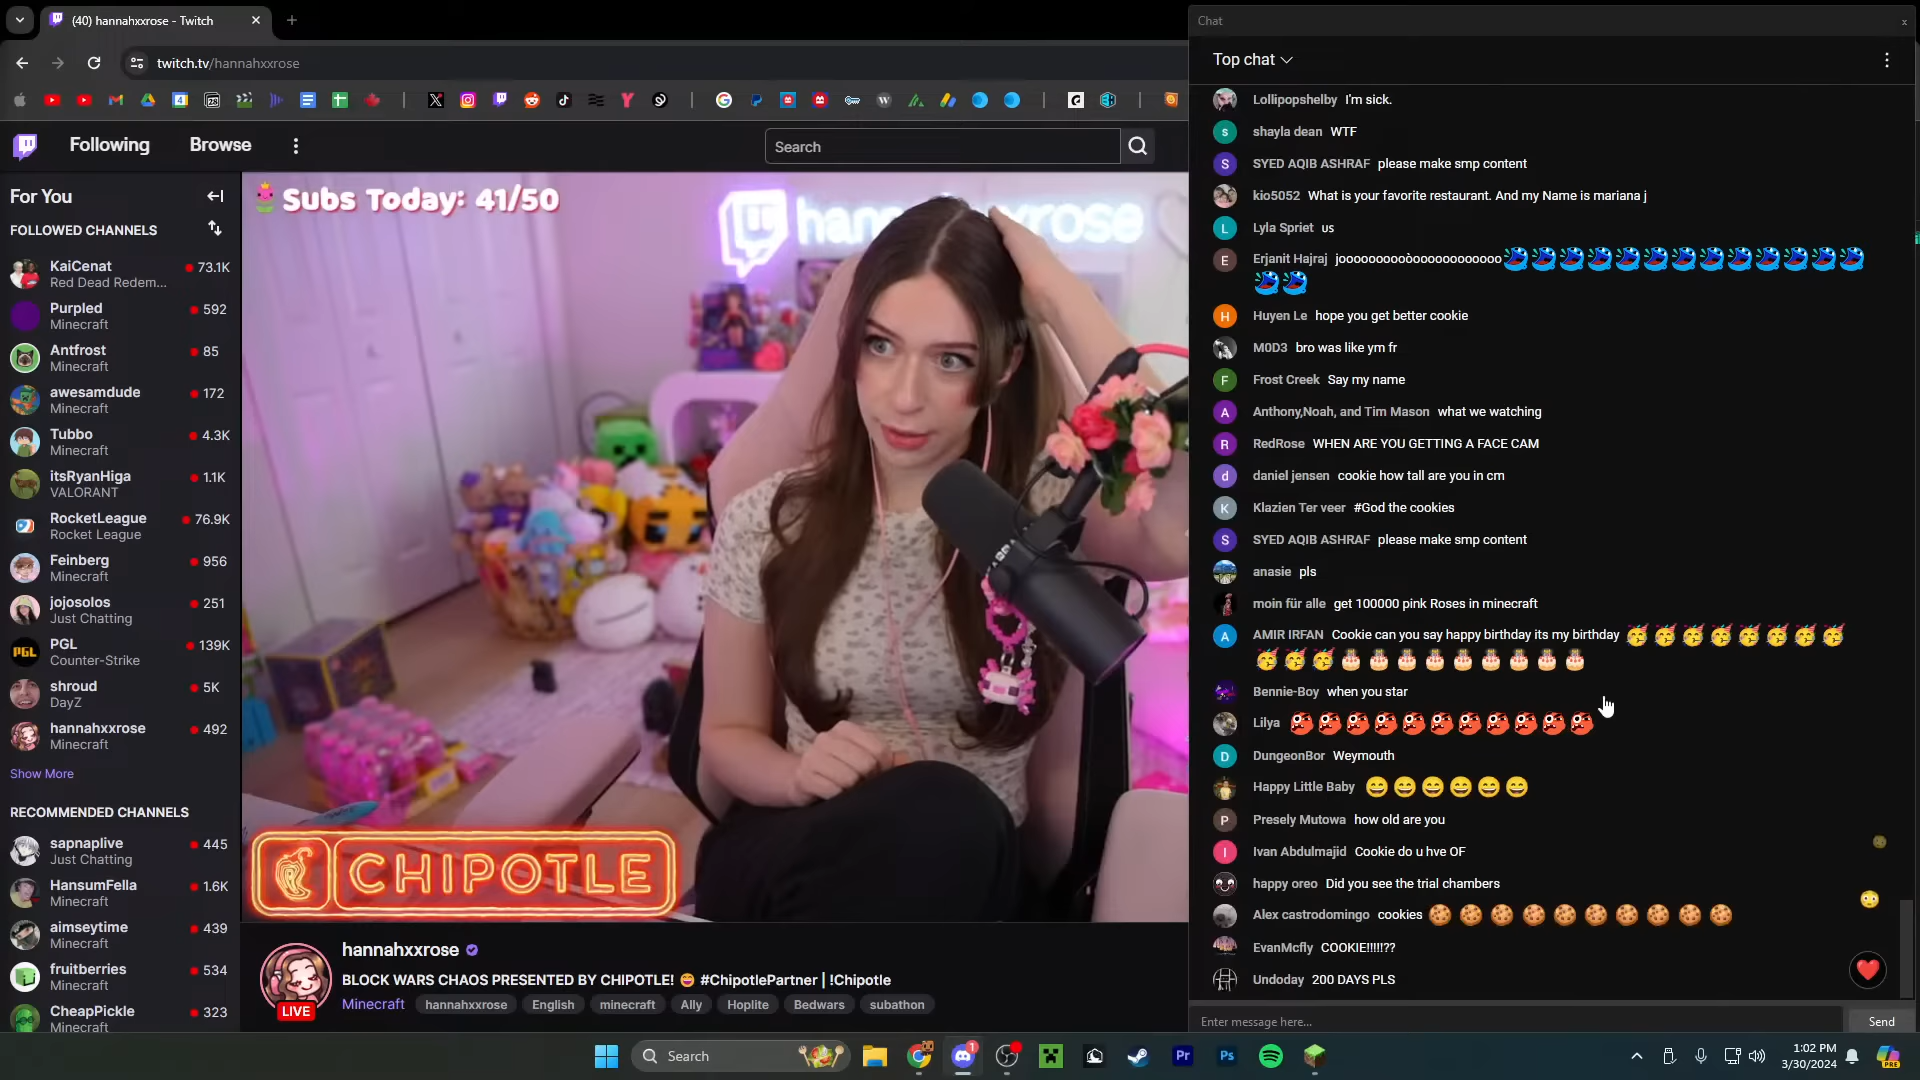 (40) hannahxxrose - Twitch
Chat
twitch.tv/hannahxxrose
Top chat
Following
Browse
Search
For You
FOLLOWED CHANNELS
KaiCenat
73.1K
Red Dead Redem...
Purpled
592
Minecraft
Antfrost
85
Minecraft
awesamdude
172
Minecraft
Tubbo
4.3K
Minecraft
itsRyanHiga
1.1K
VALORANT
RocketLeague
76.9K
Rocket League
Feinberg
956
Minecraft
jojosolos
251
Just Chatting
PGL
139K
Counter-Strike
shroud
5K
DayZ
hannahxxrose
492
Minecraft
Show More
RECOMMENDED CHANNELS
sapnaplive
445
Just Chatting
HansumFella
1.6K
Minecraft
aimseytime
439
Minecraft
fruitberries
534
Minecraft
CheapPickle
323
Minecraft
Subs Today: 41/50
CHIPOTLE
hannahxxrose
LIVE
BLOCK WARS CHAOS PRESENTED BY CHIPOTLE! 😄 #ChipotlePartner | !Chipotle
Minecraft hannahxxrose English minecraft Ally Hoplite Bedwars subathon
Lollipopshelby I'm sick.
shayla dean WTF
SYED AQIB ASHRAF please make smp content
kio5052 What is your favorite restaurant. And my Name is mariana j
Lyla Spriet us
Erjanit Hajraj joooooooooòoooooooooooo
Huyen Le hope you get better cookie
M0D3 bro was like ym fr
Frost Creek Say my name
Anthony,Noah, and Tim Mason what we watching
RedRose WHEN ARE YOU GETTING A FACE CAM
daniel jensen cookie how tall are you in cm
Klazien Ter veer #God the cookies
SYED AQIB ASHRAF please make smp content
anasie pls
moin für alle get 100000 pink Roses in minecraft
AMIR IRFAN Cookie can you say happy birthday its my birthday 🥳🥳🥳🥳🥳🥳🥳🥳
🥳🥳🥳🎂🎂🎂🎂🎂🎂🎂🎂🎂
Bennie-Boy when you star
Lilya
DungeonBor Weymouth
Happy Little Baby 😄😄😄😄😄😄
Presely Mutowa how old are you
Ivan Abdulmajid Cookie do u hve OF
happy oreo Did you see the trial chambers
Alex castrodomingo cookies 🍪🍪🍪🍪🍪🍪🍪🍪🍪🍪
EvanMcfly COOKIE!!!!!??
Undoday 200 DAYS PLS
Enter message here...
Send
Search
1:02 PM
3/30/2024